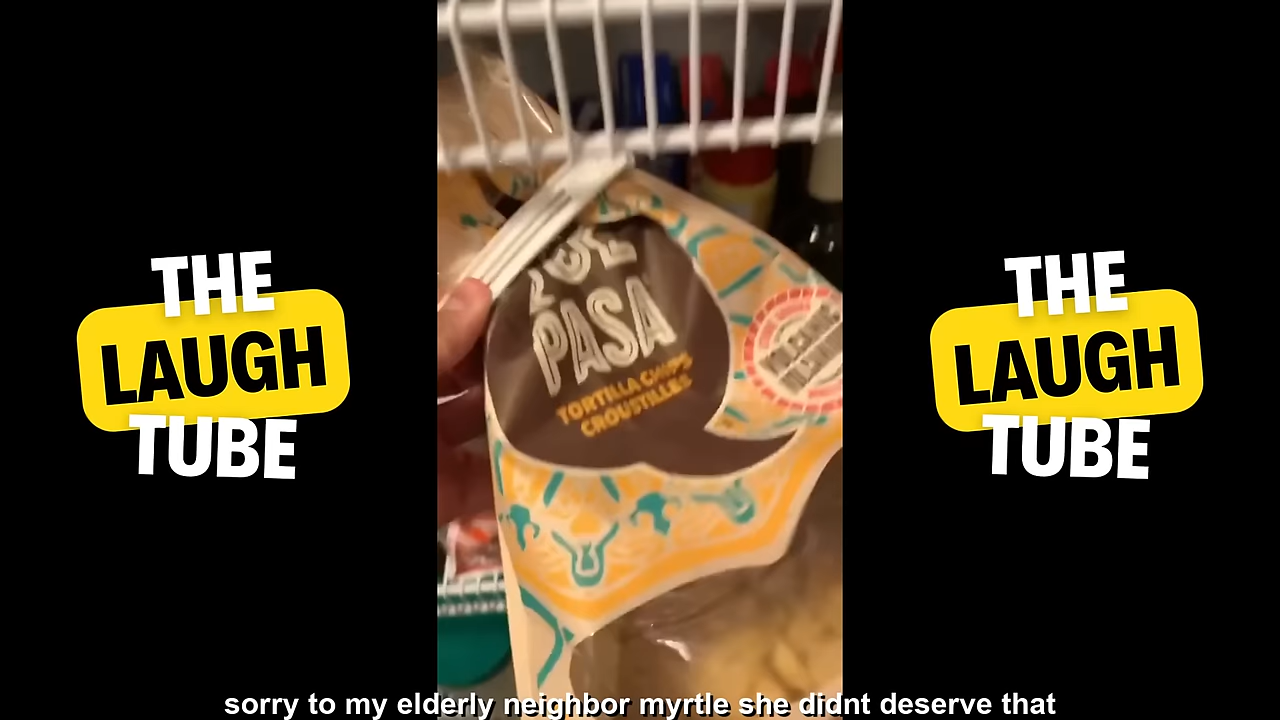 THE
LAUGH
TUBE
PASA
TORTILLA CHIPS
CROUSTILLES
THE
LAUGH
TUBE
sorry to my elderly neighbor myrtle she didnt deserve that